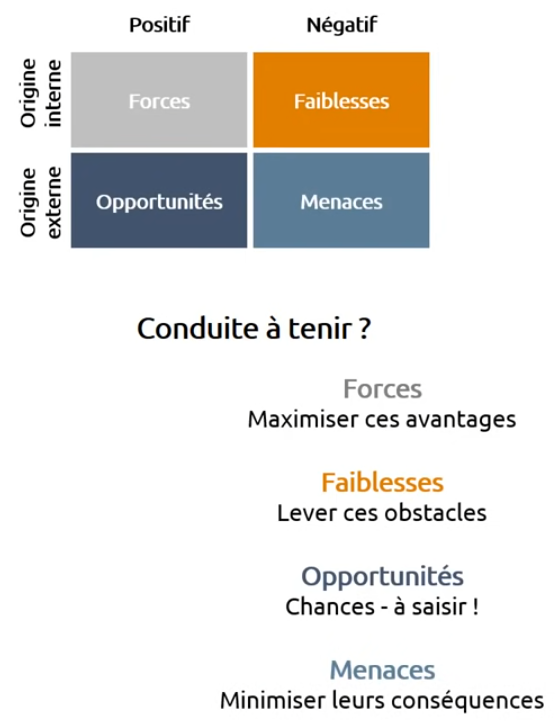 Positif
Négatif
Origine
interne
Forces
Faiblesses
Origine
externe
Opportunités
Menaces
Conduite à tenir ?
Forces
Maximiser ces avantages
Faiblesses
Lever ces obstacles
Opportunités
Chances - à saisir !
Menaces
Minimiser leurs conséquences